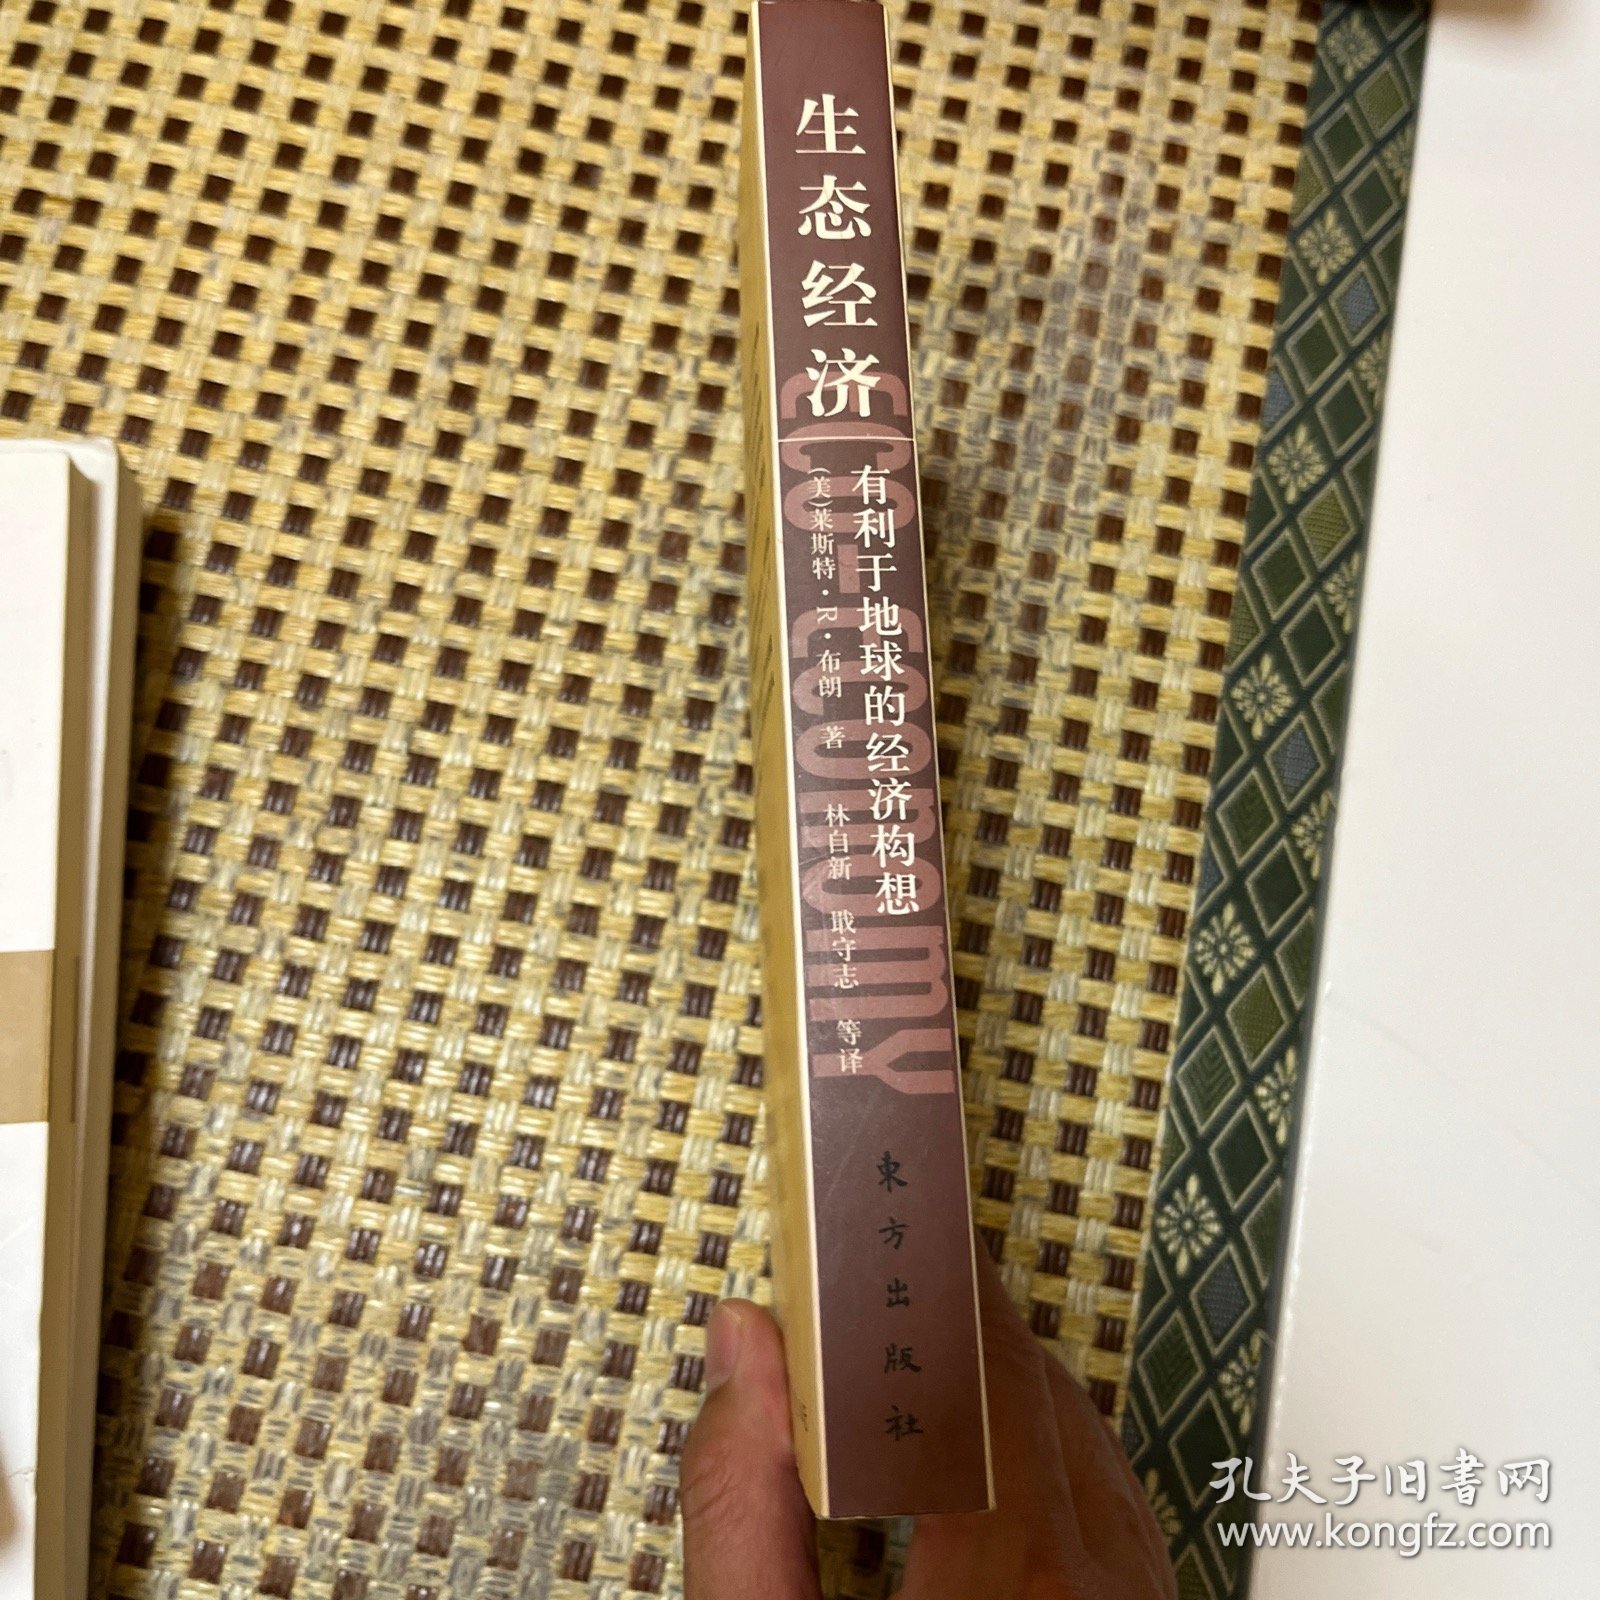 生态经济
有利于地球的经济构想
(美)莱斯特·R·布朗 著 林自新 戢守志 等译
Eco-Economy
東方出版社
孔夫子旧書网
www.kongfz.com